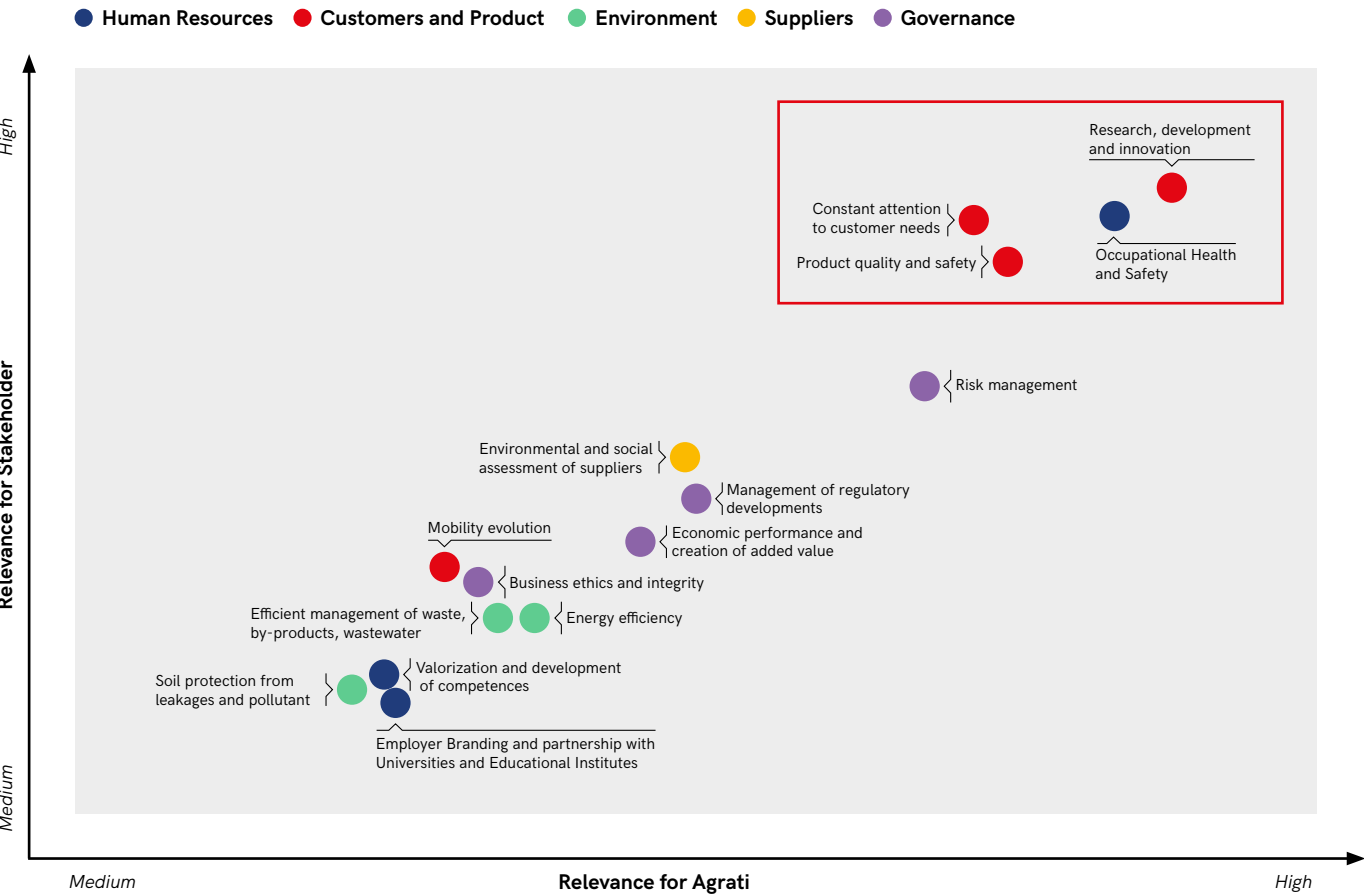 Human Resources Customers and Product Environment Suppliers Governance
High
Research, development
and innovation
Constant attention
to customer needs
Product quality and safety
Occupational Health
and Safety
Risk management
Relevance for Stakeholder
Environmental and social
assessment of suppliers
Management of regulatory
developments
Economic performance and
creation of added value
Mobility evolution
Business ethics and integrity
Efficient management of waste,
by-products, wastewater
Energy efficiency
Valorization and development
of competences
Soil protection from
leakages and pollutant
Employer Branding and partnership with
Universities and Educational Institutes
Medium
Medium Relevance for Agrati High